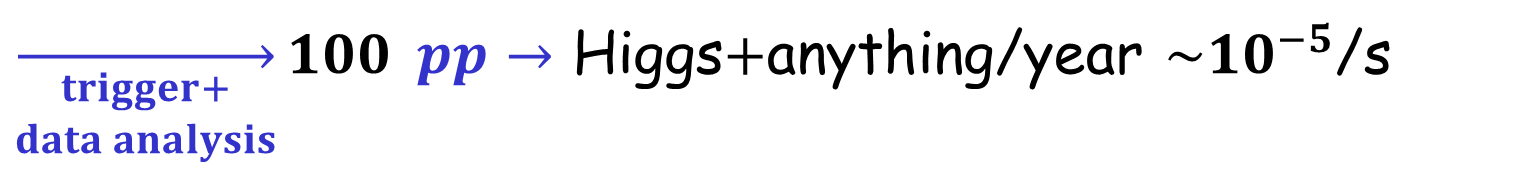 → 100 pp → Higgs+anything/year ~10⁻⁵/s
trigger+
data analysis